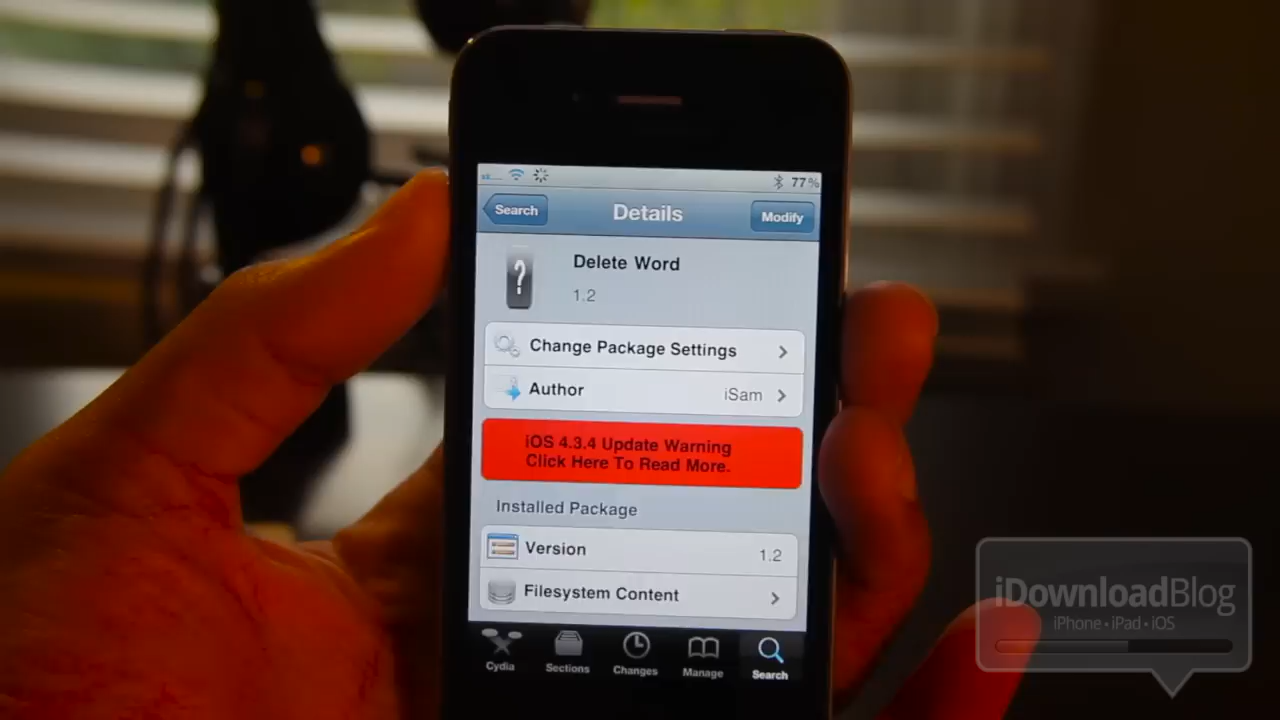 77%
Search
Details
Modify
Delete Word
1.2
Change Package Settings
Author
iSam
iOS 4.3.4 Update Warning
Click Here To Read More.
Installed Package
Version
1.2
Filesystem Content
Cydia
Sections
Changes
Manage
Search
iDownloadBlog
iPhone • iPad • iOS